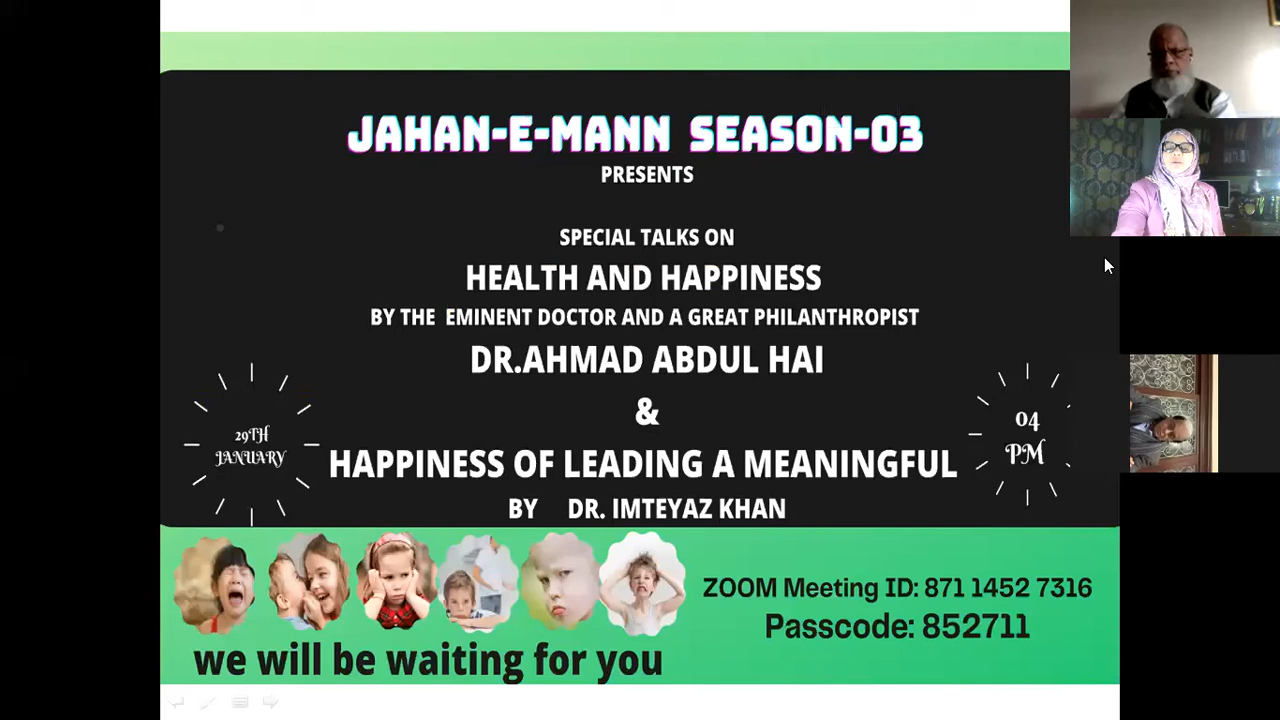 JAHAN-E-MANN SEASON-03
PRESENTS
SPECIAL TALKS ON
HEALTH AND HAPPINESS
BY THE EMINENT DOCTOR AND A GREAT PHILANTHROPIST
DR.AHMAD ABDUL HAI
&
29TH
JANUARY
04
PM
HAPPINESS OF LEADING A MEANINGFUL
BY DR. IMTEYAZ KHAN
ZOOM Meeting ID: 871 1452 7316
Passcode: 852711
we will be waiting for you